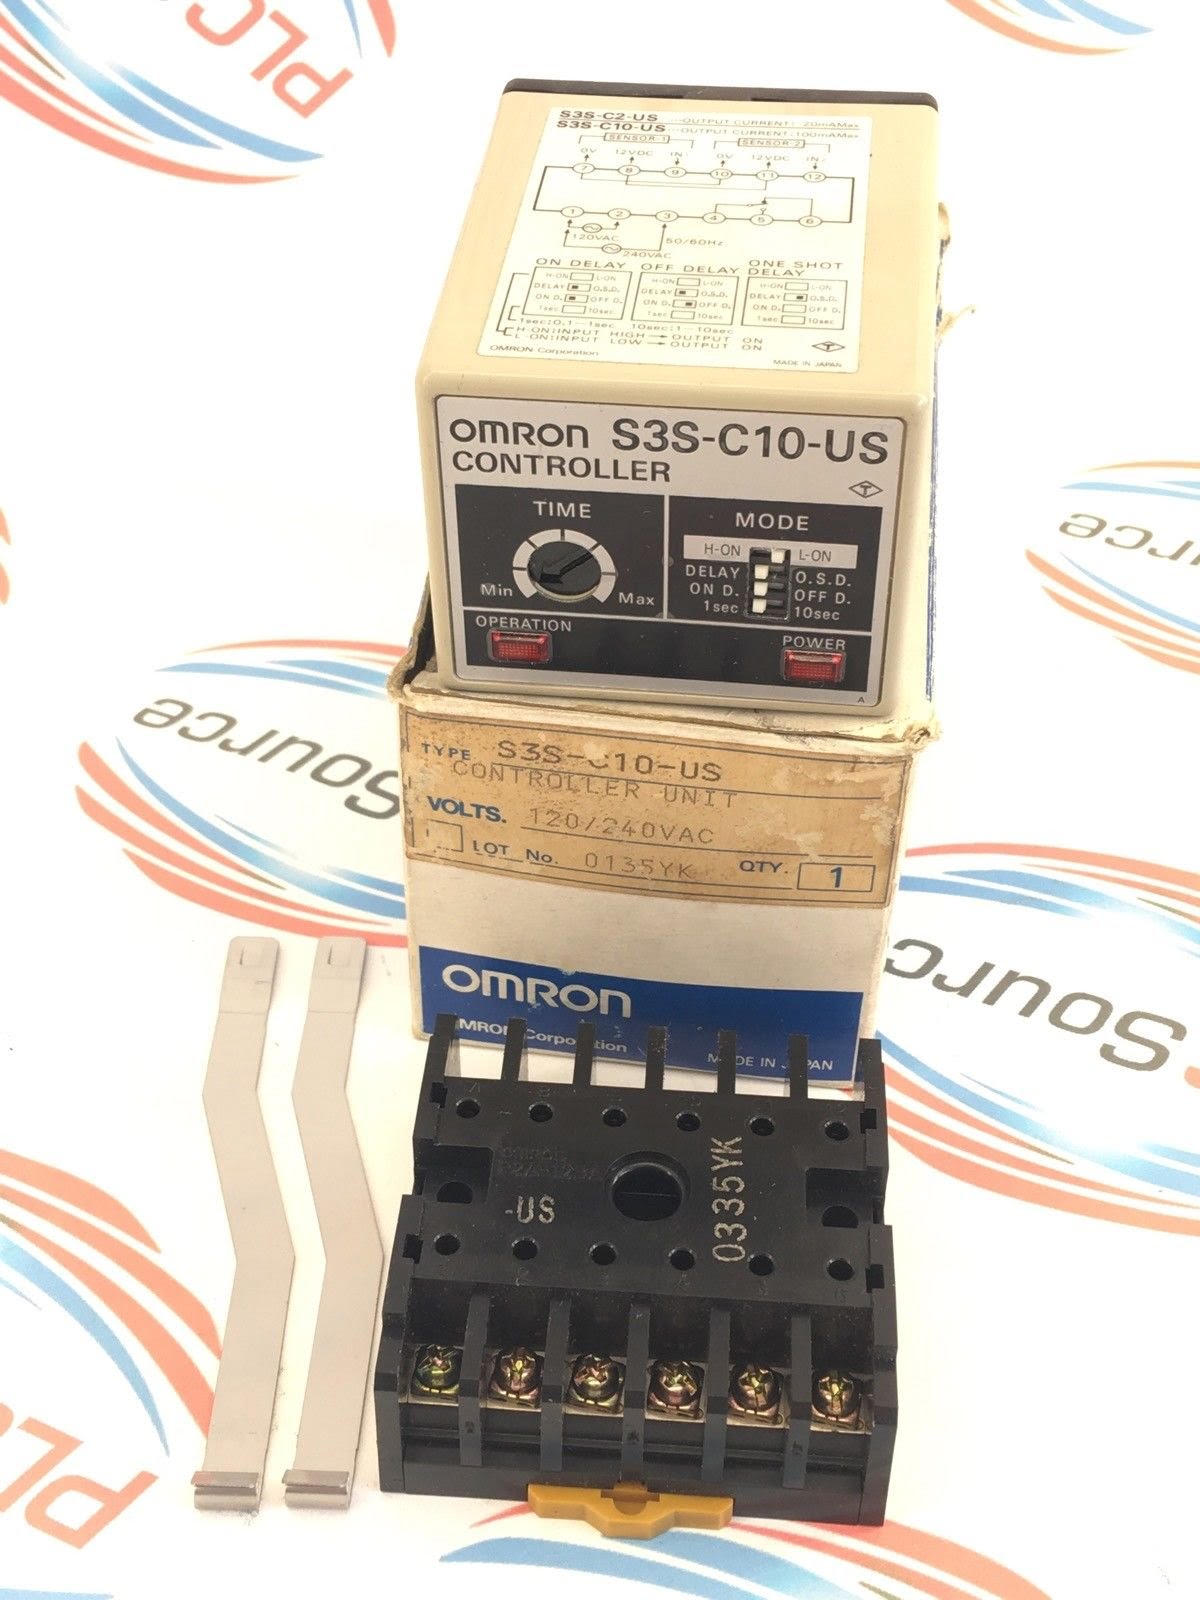 PLC
S3S-C2-US ---OUTPUT CURRENT: 20mAMax
S3S-C10-US ---OUTPUT CURRENT: 100mAMax
SENSOR-1 SENSOR-2
0V 12VDC IN 0V 12VDC IN
7 8 9 10 11 12
1 2 3 4 5 6
120VAC 50/60Hz
240VAC
ON DELAY OFF DELAY ONE SHOT DELAY
H-ON L-ON H-ON L-ON H-ON L-ON
DELAY O.S.D. DELAY O.S.D. DELAY O.S.D.
ON D. OFF D. ON D. OFF D. ON D. OFF D.
1sec 10sec 1sec 10sec 1sec 10sec
1sec:0.1—1sec 10sec:1—10sec
H-ON:INPUT HIGH → OUTPUT ON
L-ON:INPUT LOW → OUTPUT ON
OMRON Corporation MADE IN JAPAN
OMRON S3S-C10-US
CONTROLLER
TIME
Min Max
MODE
H-ON L-ON
DELAY O.S.D.
ON D. OFF D.
1sec 10sec
OPERATION POWER
A
TYPE S3S-C10-US
CONTROLLER UNIT
VOLTS. 120/240VAC
LOT No. 0135YK QTY. 1
OMRON
MRON Corporation MADE IN JAPAN
omron
-US
0335YK
Source
Source
Source
PLC